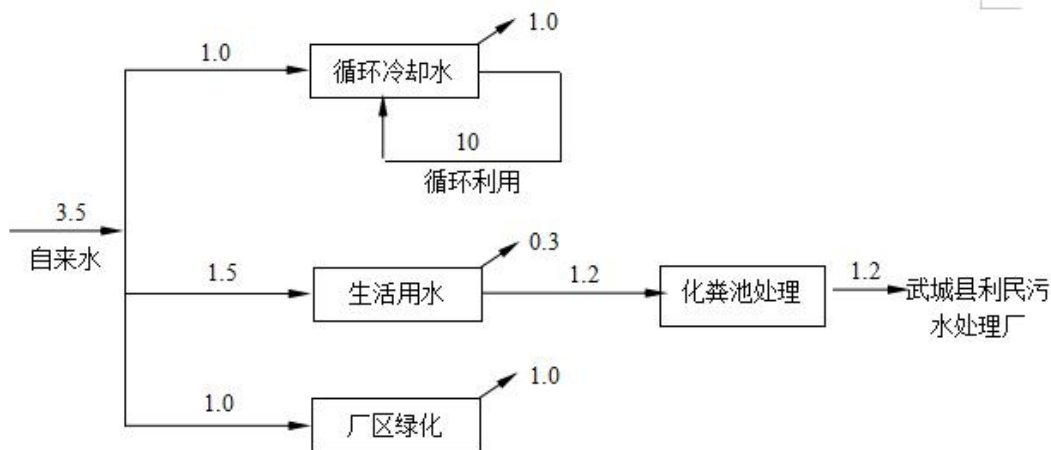 1.0
1.0
循环冷却水
10
循环利用
3.5
自来水
0.3
1.5
生活用水
1.2
化粪池处理
1.2
武城县利民污
水处理厂
1.0
1.0
厂区绿化